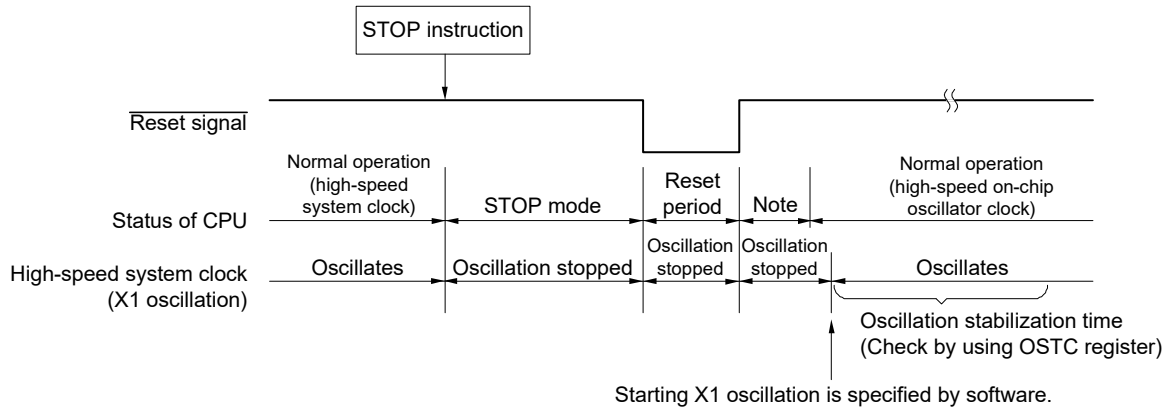 STOP instruction
Reset signal
Normal operation
(high-speed
system clock)
STOP mode
Reset
period
Note
Normal operation
(high-speed on-chip
oscillator clock)
Status of CPU
High-speed system clock
(X1 oscillation)
Oscillates
Oscillation stopped
Oscillation
stopped
Oscillation
stopped
Oscillates
Oscillation stabilization time
(Check by using OSTC register)
Starting X1 oscillation is specified by software.